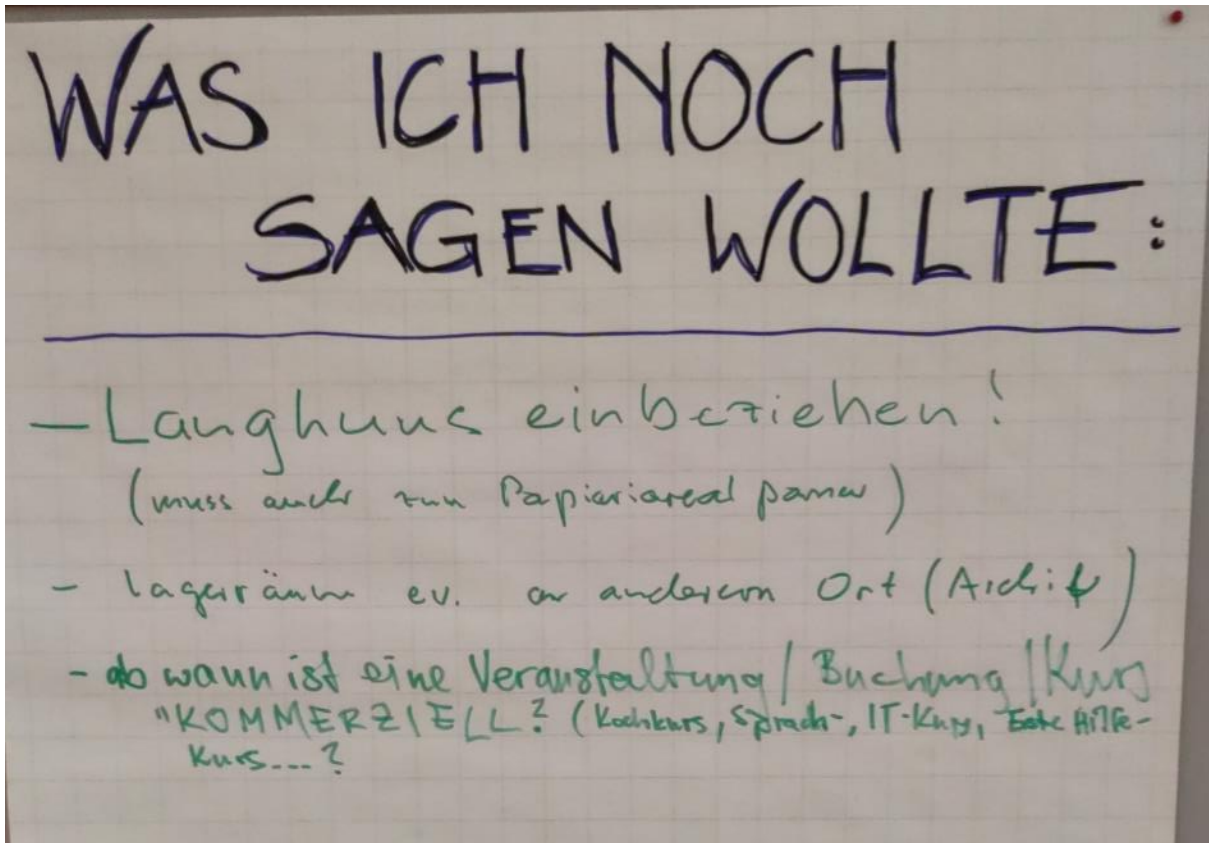 WAS ICH NOCH
SAGEN WOLLTE:
— Langhuus einbeziehen!
(muss auch zum Papieriareal passen)
- Lagerräume ev. an anderem Ort (Archiv)
- ab wann ist eine Veranstaltung / Buchung / Kurs
"KOMMERZIELL? (Kochkurs, Sprach-, IT-Kurs, Erste Hilfe-
Kurs...?